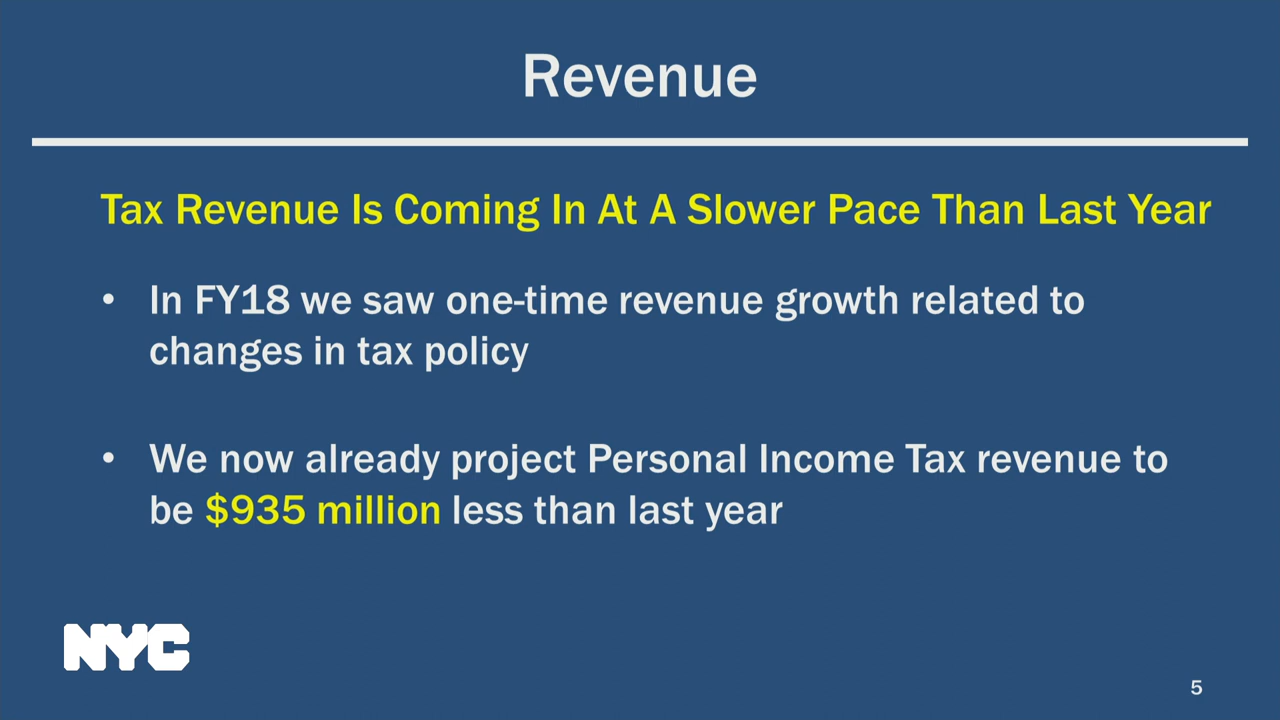 Revenue
Tax Revenue Is Coming In At A Slower Pace Than Last Year
• In FY18 we saw one-time revenue growth related to
changes in tax policy
• We now already project Personal Income Tax revenue to
be $935 million less than last year
NYC
5